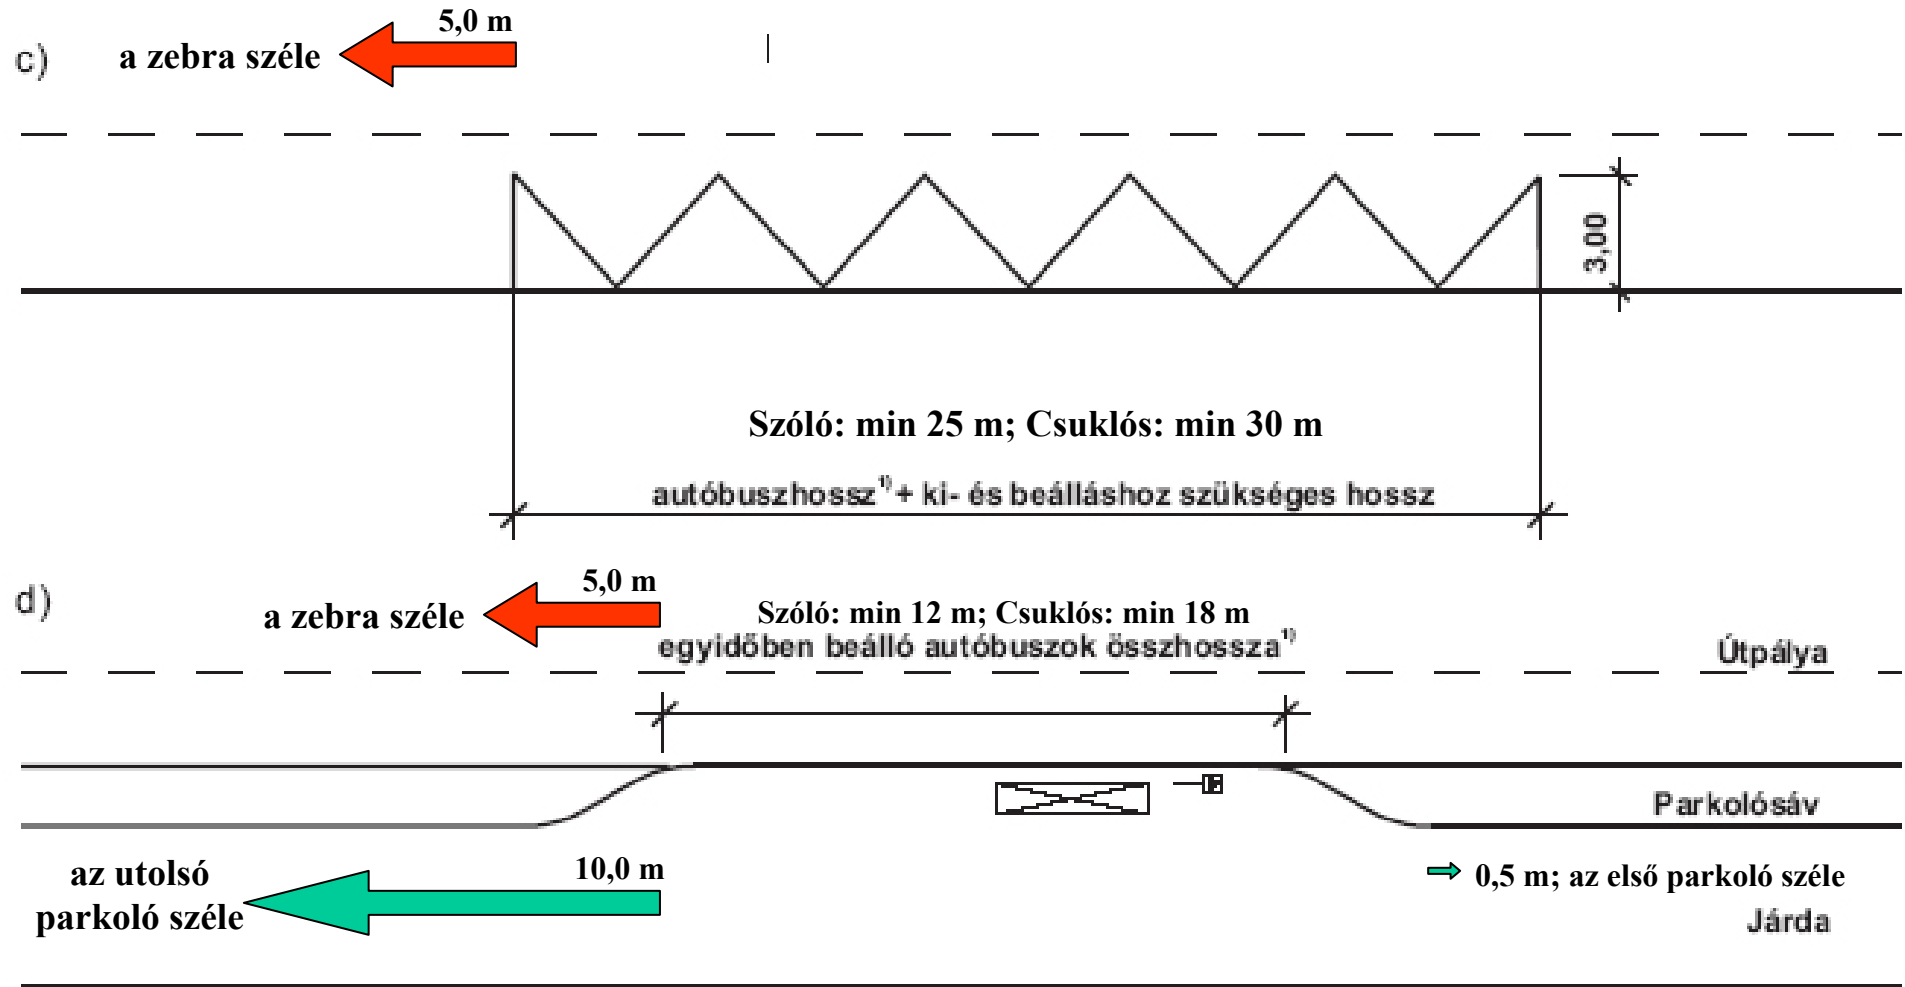 c)
a zebra széle
5,0 m
3,00
Szóló: min 25 m; Csuklós: min 30 m
autóbuszhossz¹⁾ + ki- és beálláshoz szükséges hossz
d)
a zebra széle
5,0 m
Szóló: min 12 m; Csuklós: min 18 m
egyidőben beálló autóbuszok összhossza¹⁾
Útpálya
Parkolósáv
az utolsó
parkoló széle
10,0 m
0,5 m; az első parkoló széle
Járda